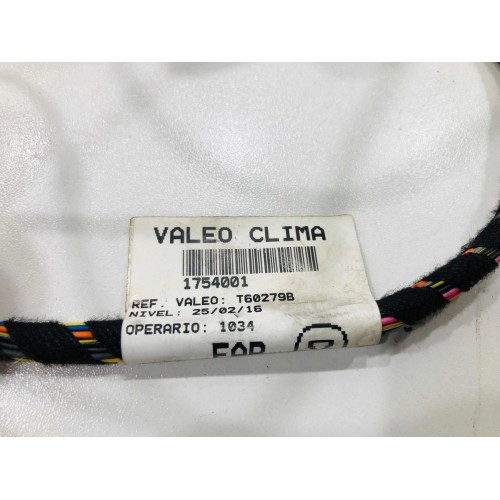 VALEO CLIMA
1754001
REF. VALEO: T60279B
NIVEL: 25/02/16
OPERARIO: 1034